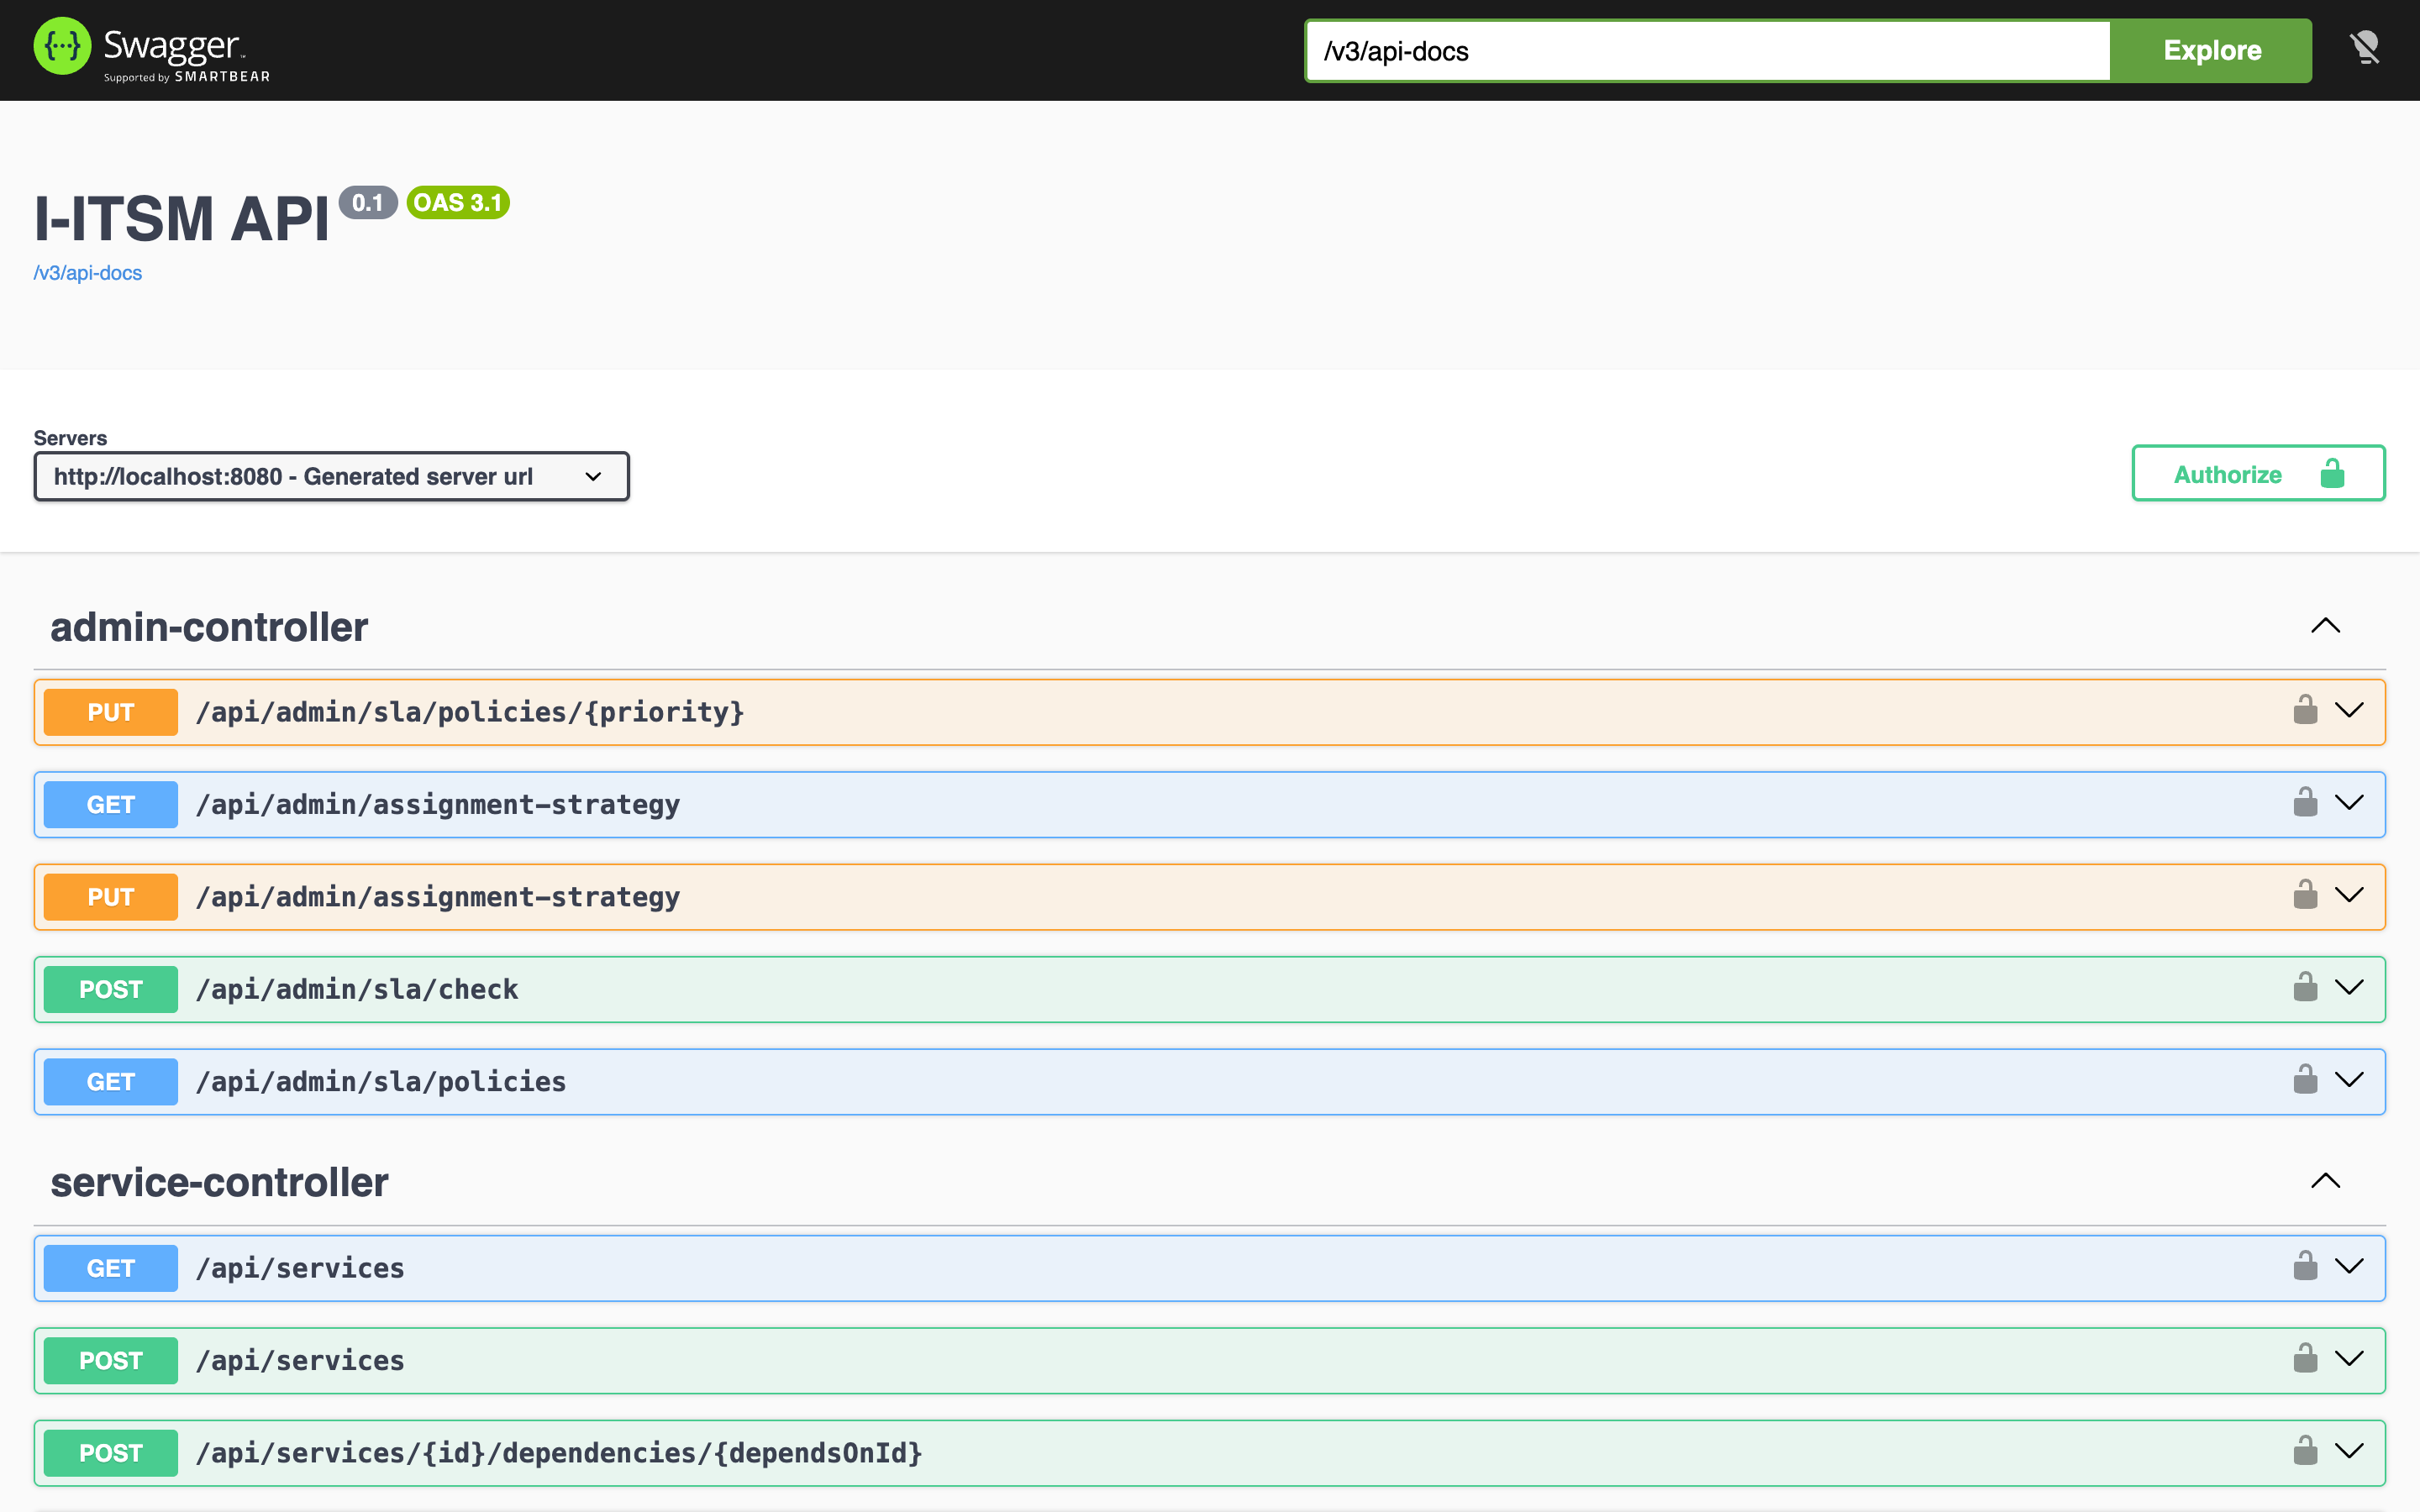 Swagger
Supported by SMARTBEAR
/v3/api-docs
Explore
I-ITSM API 0.1 OAS 3.1
/v3/api-docs
Servers
http://localhost:8080 - Generated server url
Authorize
admin-controller
PUT /api/admin/sla/policies/{priority}
GET /api/admin/assignment-strategy
PUT /api/admin/assignment-strategy
POST /api/admin/sla/check
GET /api/admin/sla/policies
service-controller
GET /api/services
POST /api/services
POST /api/services/{id}/dependencies/{dependsOnId}